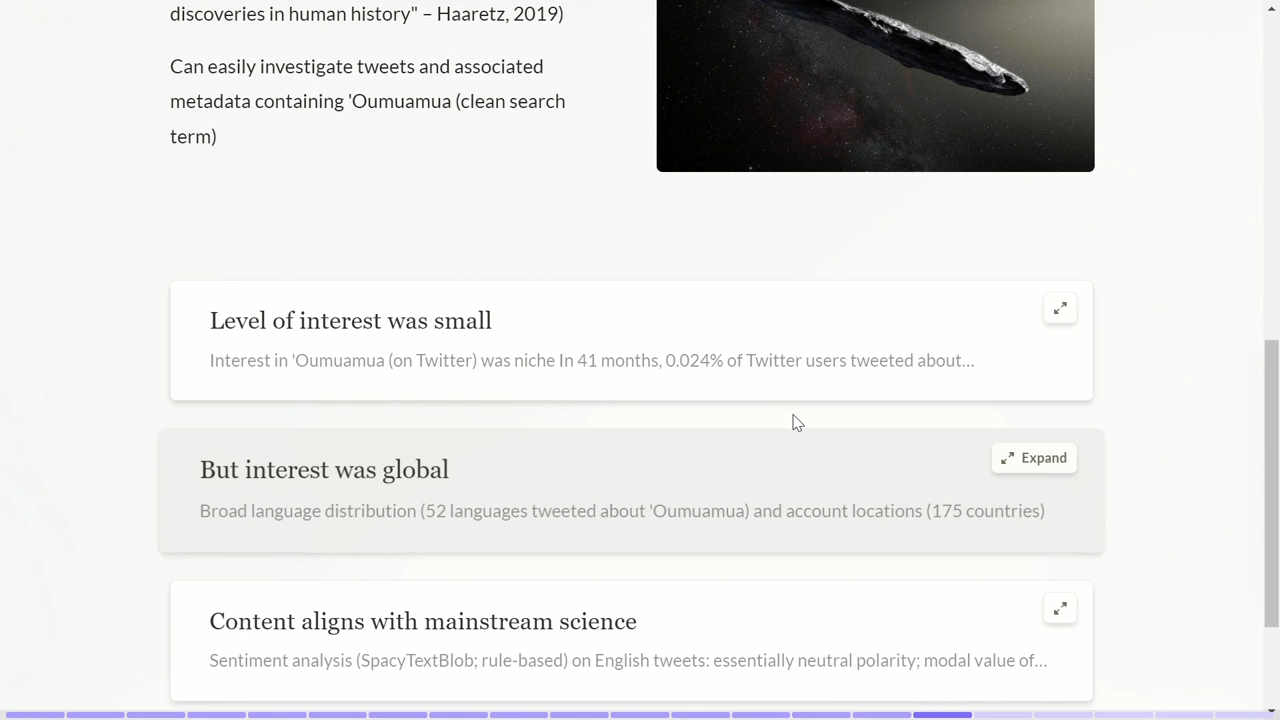 discoveries in human history" – Haaretz, 2019)
Can easily investigate tweets and associated
metadata containing 'Oumuamua (clean search
term)
Level of interest was small
Interest in 'Oumuamua (on Twitter) was niche In 41 months, 0.024% of Twitter users tweeted about…
But interest was global
Expand
Broad language distribution (52 languages tweeted about 'Oumuamua) and account locations (175 countries)
Content aligns with mainstream science
Sentiment analysis (SpacyTextBlob; rule-based) on English tweets: essentially neutral polarity; modal value of…